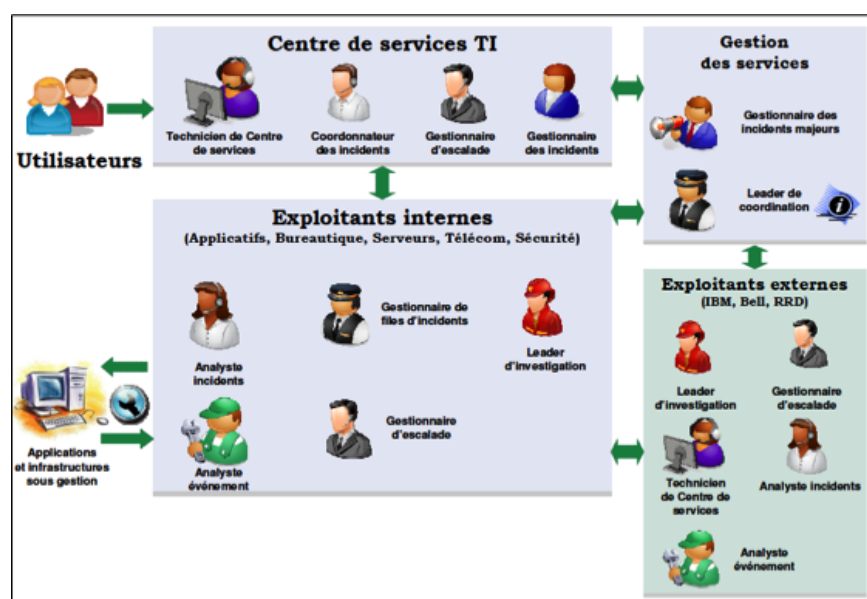 Centre de services TI
Technicien de Centre
de services
Coordonnateur
des incidents
Gestionnaire
d'escalade
Gestionnaire
des incidents
Utilisateurs
Gestion
des services
Gestionnaire des
incidents majeurs
Leader de
coordination
i
Exploitants internes
(Applicatifs, Bureautique, Serveurs, Télécom, Sécurité)
Analyste
incidents
Gestionnaire de
files d'incidents
Leader
d'investigation
Analyste
événement
Gestionnaire
d'escalade
Applications
et infrastructures
sous gestion
Exploitants externes
(IBM, Bell, RRD)
Leader
d'investigation
Gestionnaire
d'escalade
Technicien
de Centre de
services
Analyste incidents
Analyste
événement